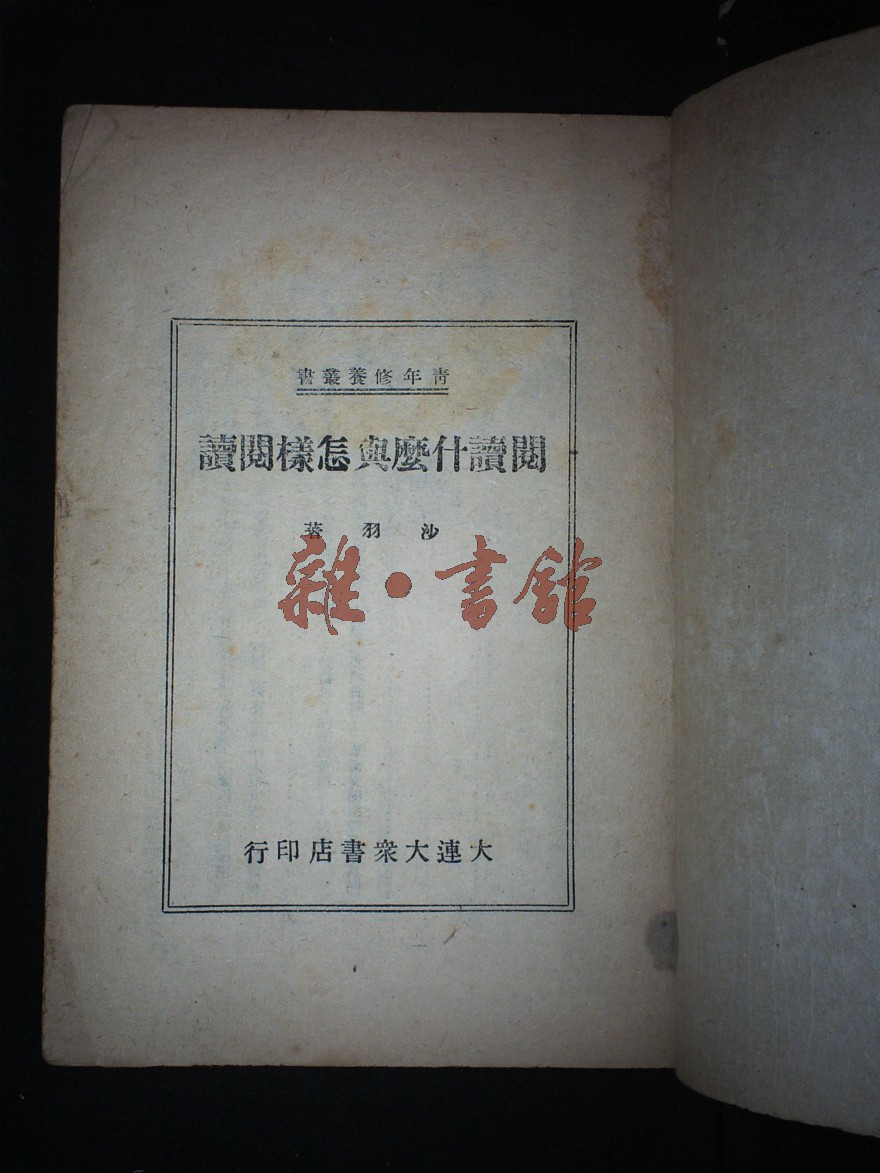 青年修養叢書
閱讀什麼與怎樣閱讀
沙羽著
雜·書館
大連大衆書店印行